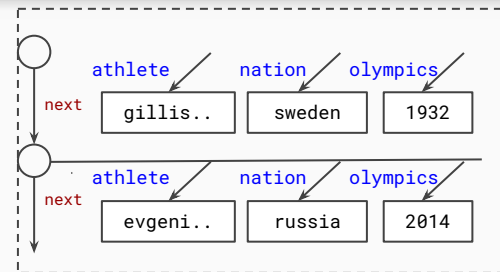 athlete nation olympics
next
gillis.. sweden 1932
athlete nation olympics
next
evgeni.. russia 2014